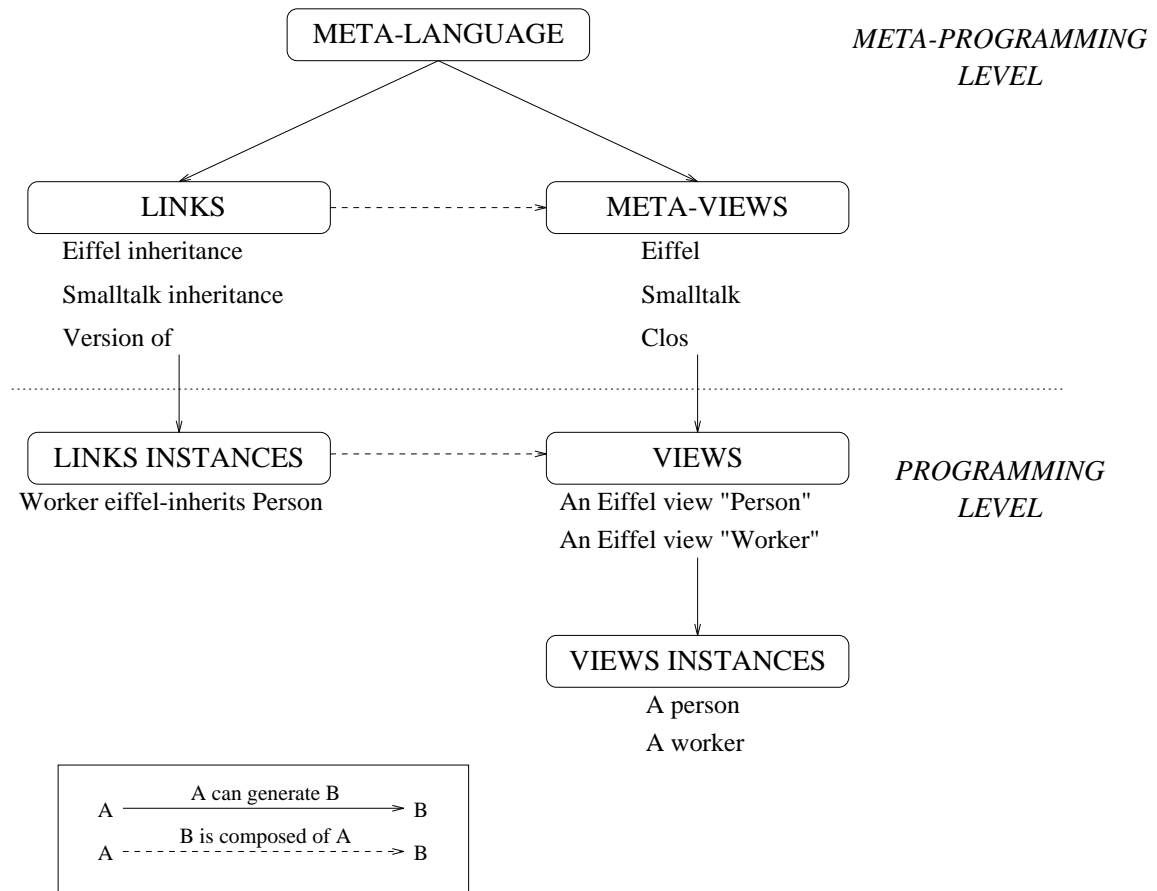 META-LANGUAGE
META-PROGRAMMING
LEVEL
LINKS
META-VIEWS
Eiffel inheritance
Eiffel
Smalltalk inheritance
Smalltalk
Version of
Clos
LINKS INSTANCES
VIEWS
PROGRAMMING
LEVEL
Worker eiffel-inherits Person
An Eiffel view "Person"
An Eiffel view "Worker"
VIEWS INSTANCES
A person
A worker
A can generate B
A B
B is composed of A
A B